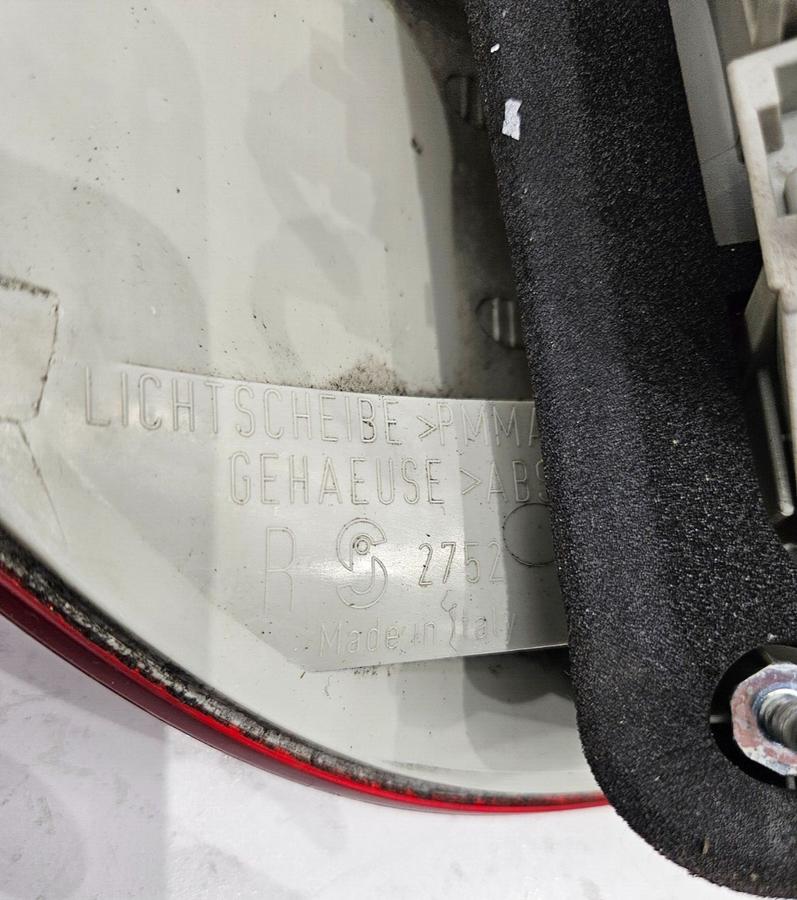 LICHTSCHEIBE >PMMA
GEHAEUSE >ABS
R 2752
Made in Italy